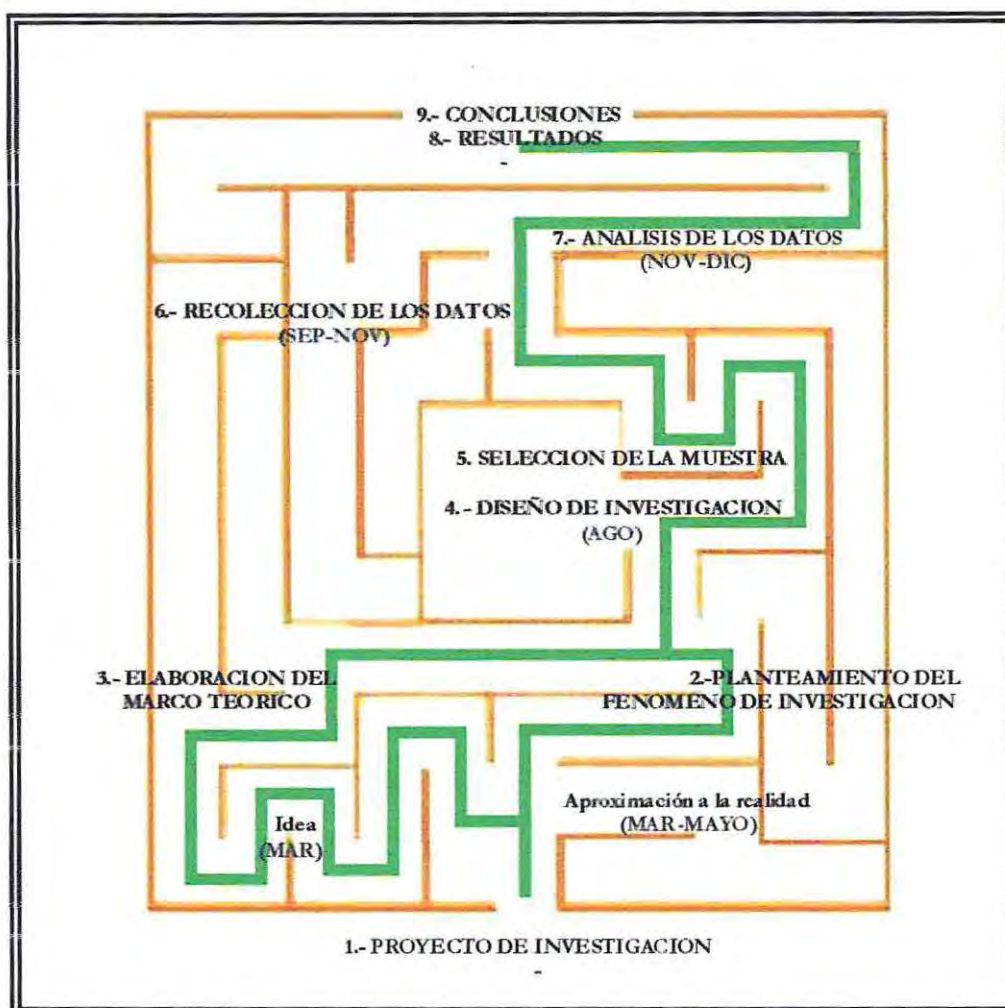 9.- CONCLUSIONES
8.- RESULTADOS
-
7.- ANALISIS DE LOS DATOS
(NOV-DIC)
6.- RECOLECCION DE LOS DATOS
(SEP-NOV)
5. SELECCION DE LA MUESTRA
4.- DISEÑO DE INVESTIGACION
(AGO)
3.- ELABORACION DEL
MARCO TEORICO
2.-PLANTEAMIENTO DEL
FENOMENO DE INVESTIGACION
Aproximación a la realidad
(MAR-MAYO)
Idea
(MAR)
1.- PROYECTO DE INVESTIGACION
-